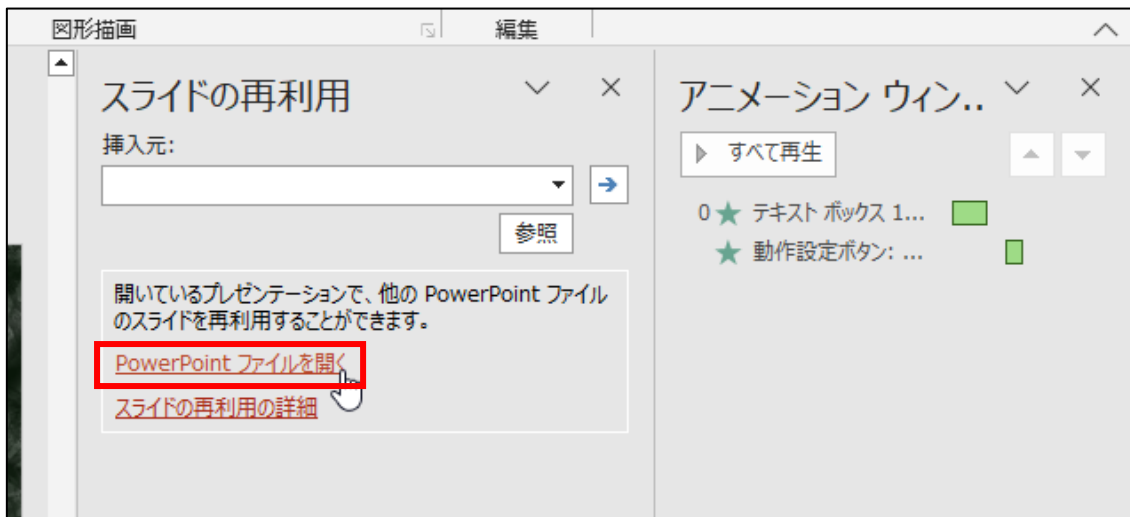 図形描画
編集
スライドの再利用
挿入元:
参照
開いているプレゼンテーションで、他の PowerPoint ファイル
のスライドを再利用することができます。
PowerPoint ファイルを開く
スライドの再利用の詳細
アニメーション ウィン..
すべて再生
0 テキスト ボックス 1...
動作設定ボタン: ...